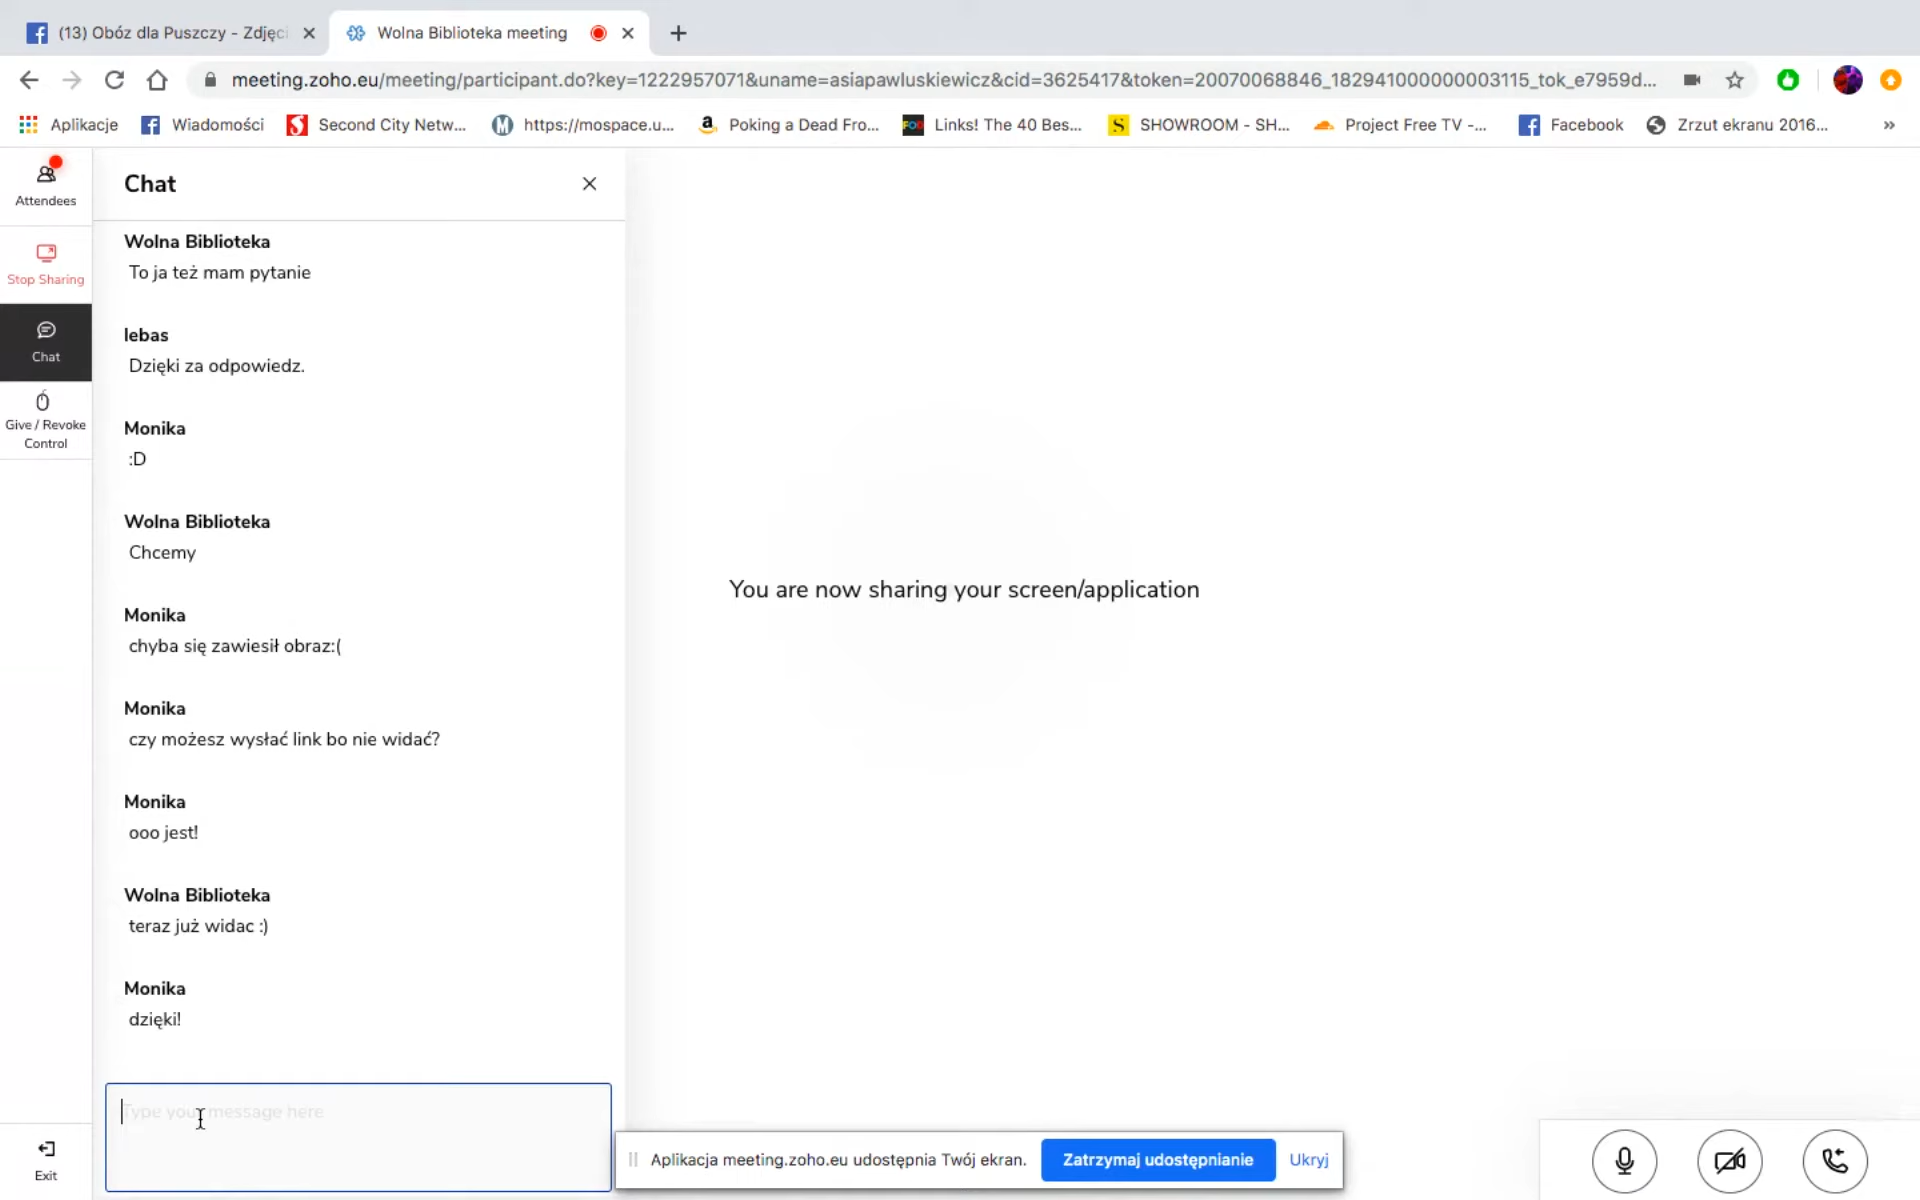 (13) Obóz dla Puszczy - Zdjęci
Wolna Biblioteka meeting
meeting.zoho.eu/meeting/participant.do?key=1222957071&uname=asiapawluskiewicz&cid=3625417&token=20070068846_182941000000003115_tok_e7959d...
Aplikacje
Wiadomości
Second City Netw...
https://mospace.u...
Poking a Dead Fro...
Links! The 40 Bes...
SHOWROOM - SH...
Project Free TV -...
Facebook
Zrzut ekranu 2016...
»
Attendees
Stop Sharing
Chat
Give / Revoke
Control
Exit
Chat
Wolna Biblioteka
To ja też mam pytanie
lebas
Dzięki za odpowiedz.
Monika
:D
Wolna Biblioteka
Chcemy
Monika
chyba się zawiesił obraz:(
Monika
czy możesz wysłać link bo nie widać?
Monika
ooo jest!
Wolna Biblioteka
teraz już widac :)
Monika
dzięki!
Type your message here
You are now sharing your screen/application
Aplikacja meeting.zoho.eu udostępnia Twój ekran.
Zatrzymaj udostępnianie
Ukryj